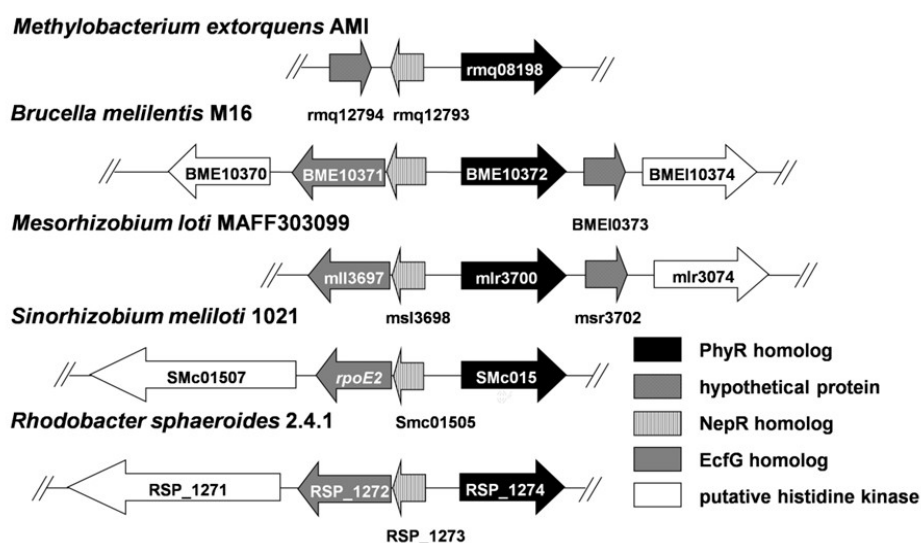 Methylobacterium extorquens AMI
rmq08198
rmq12794 rmq12793
Brucella melilentis M16
BME10370 BME10371 BME10372 BMEI10374
BMEI0373
Mesorhizobium loti MAFF303099
mll3697 mlr3700 mlr3074
msl3698 msr3702
Sinorhizobium meliloti 1021
SMc01507 rpoE2 SMc015
Smc01505
Rhodobacter sphaeroides 2.4.1
RSP_1271 RSP_1272 RSP_1274
RSP_1273
PhyR homolog
hypothetical protein
NepR homolog
EcfG homolog
putative histidine kinase